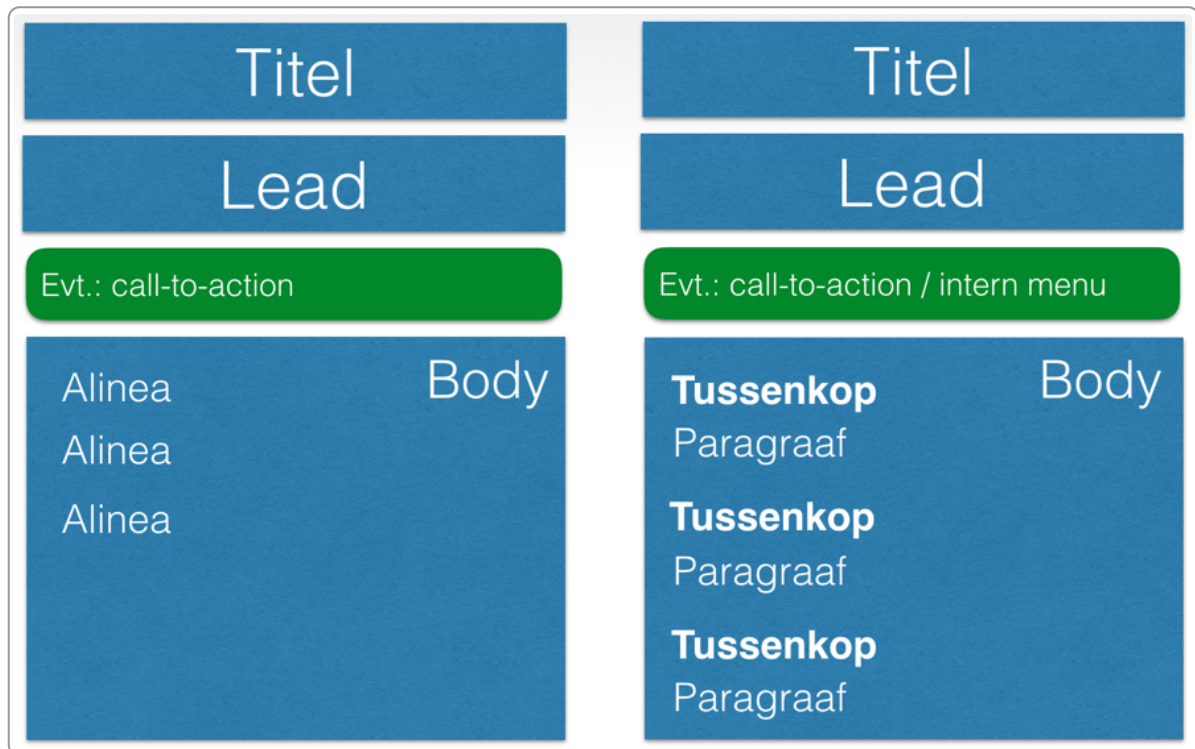 Titel
Lead
Evt.: call-to-action
Body
Alinea
Alinea
Alinea
Titel
Lead
Evt.: call-to-action / intern menu
Body
Tussenkop
Paragraaf
Tussenkop
Paragraaf
Tussenkop
Paragraaf